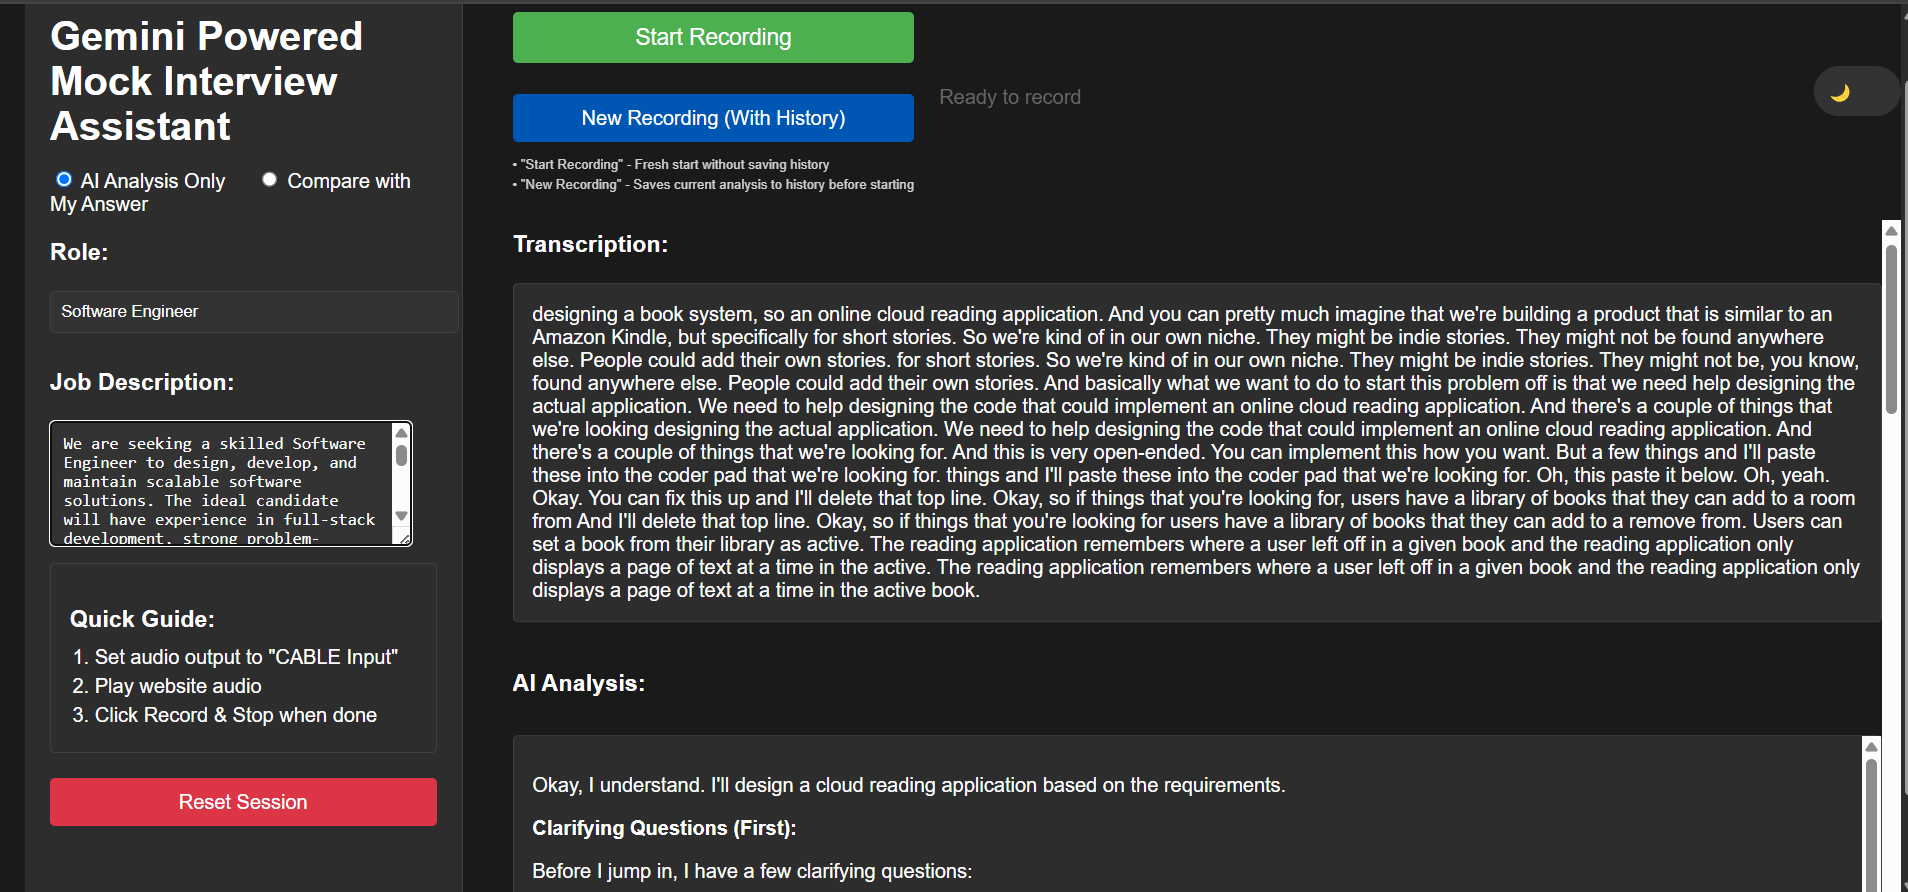 Gemini Powered
Mock Interview
Assistant
AI Analysis Only
Compare with
My Answer
Role:
Software Engineer
Job Description:
We are seeking a skilled Software
Engineer to design, develop, and
maintain scalable software
solutions. The ideal candidate
will have experience in full-stack
development, strong problem-
Quick Guide:
1. Set audio output to "CABLE Input"
2. Play website audio
3. Click Record & Stop when done
Reset Session
Start Recording
New Recording (With History)
Ready to record
• "Start Recording" - Fresh start without saving history
• "New Recording" - Saves current analysis to history before starting
Transcription:
designing a book system, so an online cloud reading application. And you can pretty much imagine that we're building a product that is similar to an
Amazon Kindle, but specifically for short stories. So we're kind of in our own niche. They might be indie stories. They might not be found anywhere
else. People could add their own stories. for short stories. So we're kind of in our own niche. They might be indie stories. They might not be, you know,
found anywhere else. People could add their own stories. And basically what we want to do to start this problem off is that we need help designing the
actual application. We need to help designing the code that could implement an online cloud reading application. And there's a couple of things that
we're looking designing the actual application. We need to help designing the code that could implement an online cloud reading application. And
there's a couple of things that we're looking for. And this is very open-ended. You can implement this how you want. But a few things and I'll paste
these into the coder pad that we're looking for. things and I'll paste these into the coder pad that we're looking for. Oh, this paste it below. Oh, yeah.
Okay. You can fix this up and I'll delete that top line. Okay, so if things that you're looking for, users have a library of books that they can add to a room
from And I'll delete that top line. Okay, so if things that you're looking for users have a library of books that they can add to a remove from. Users can
set a book from their library as active. The reading application remembers where a user left off in a given book and the reading application only
displays a page of text at a time in the active. The reading application remembers where a user left off in a given book and the reading application only
displays a page of text at a time in the active book.
AI Analysis:
Okay, I understand. I'll design a cloud reading application based on the requirements.
Clarifying Questions (First):
Before I jump in, I have a few clarifying questions: